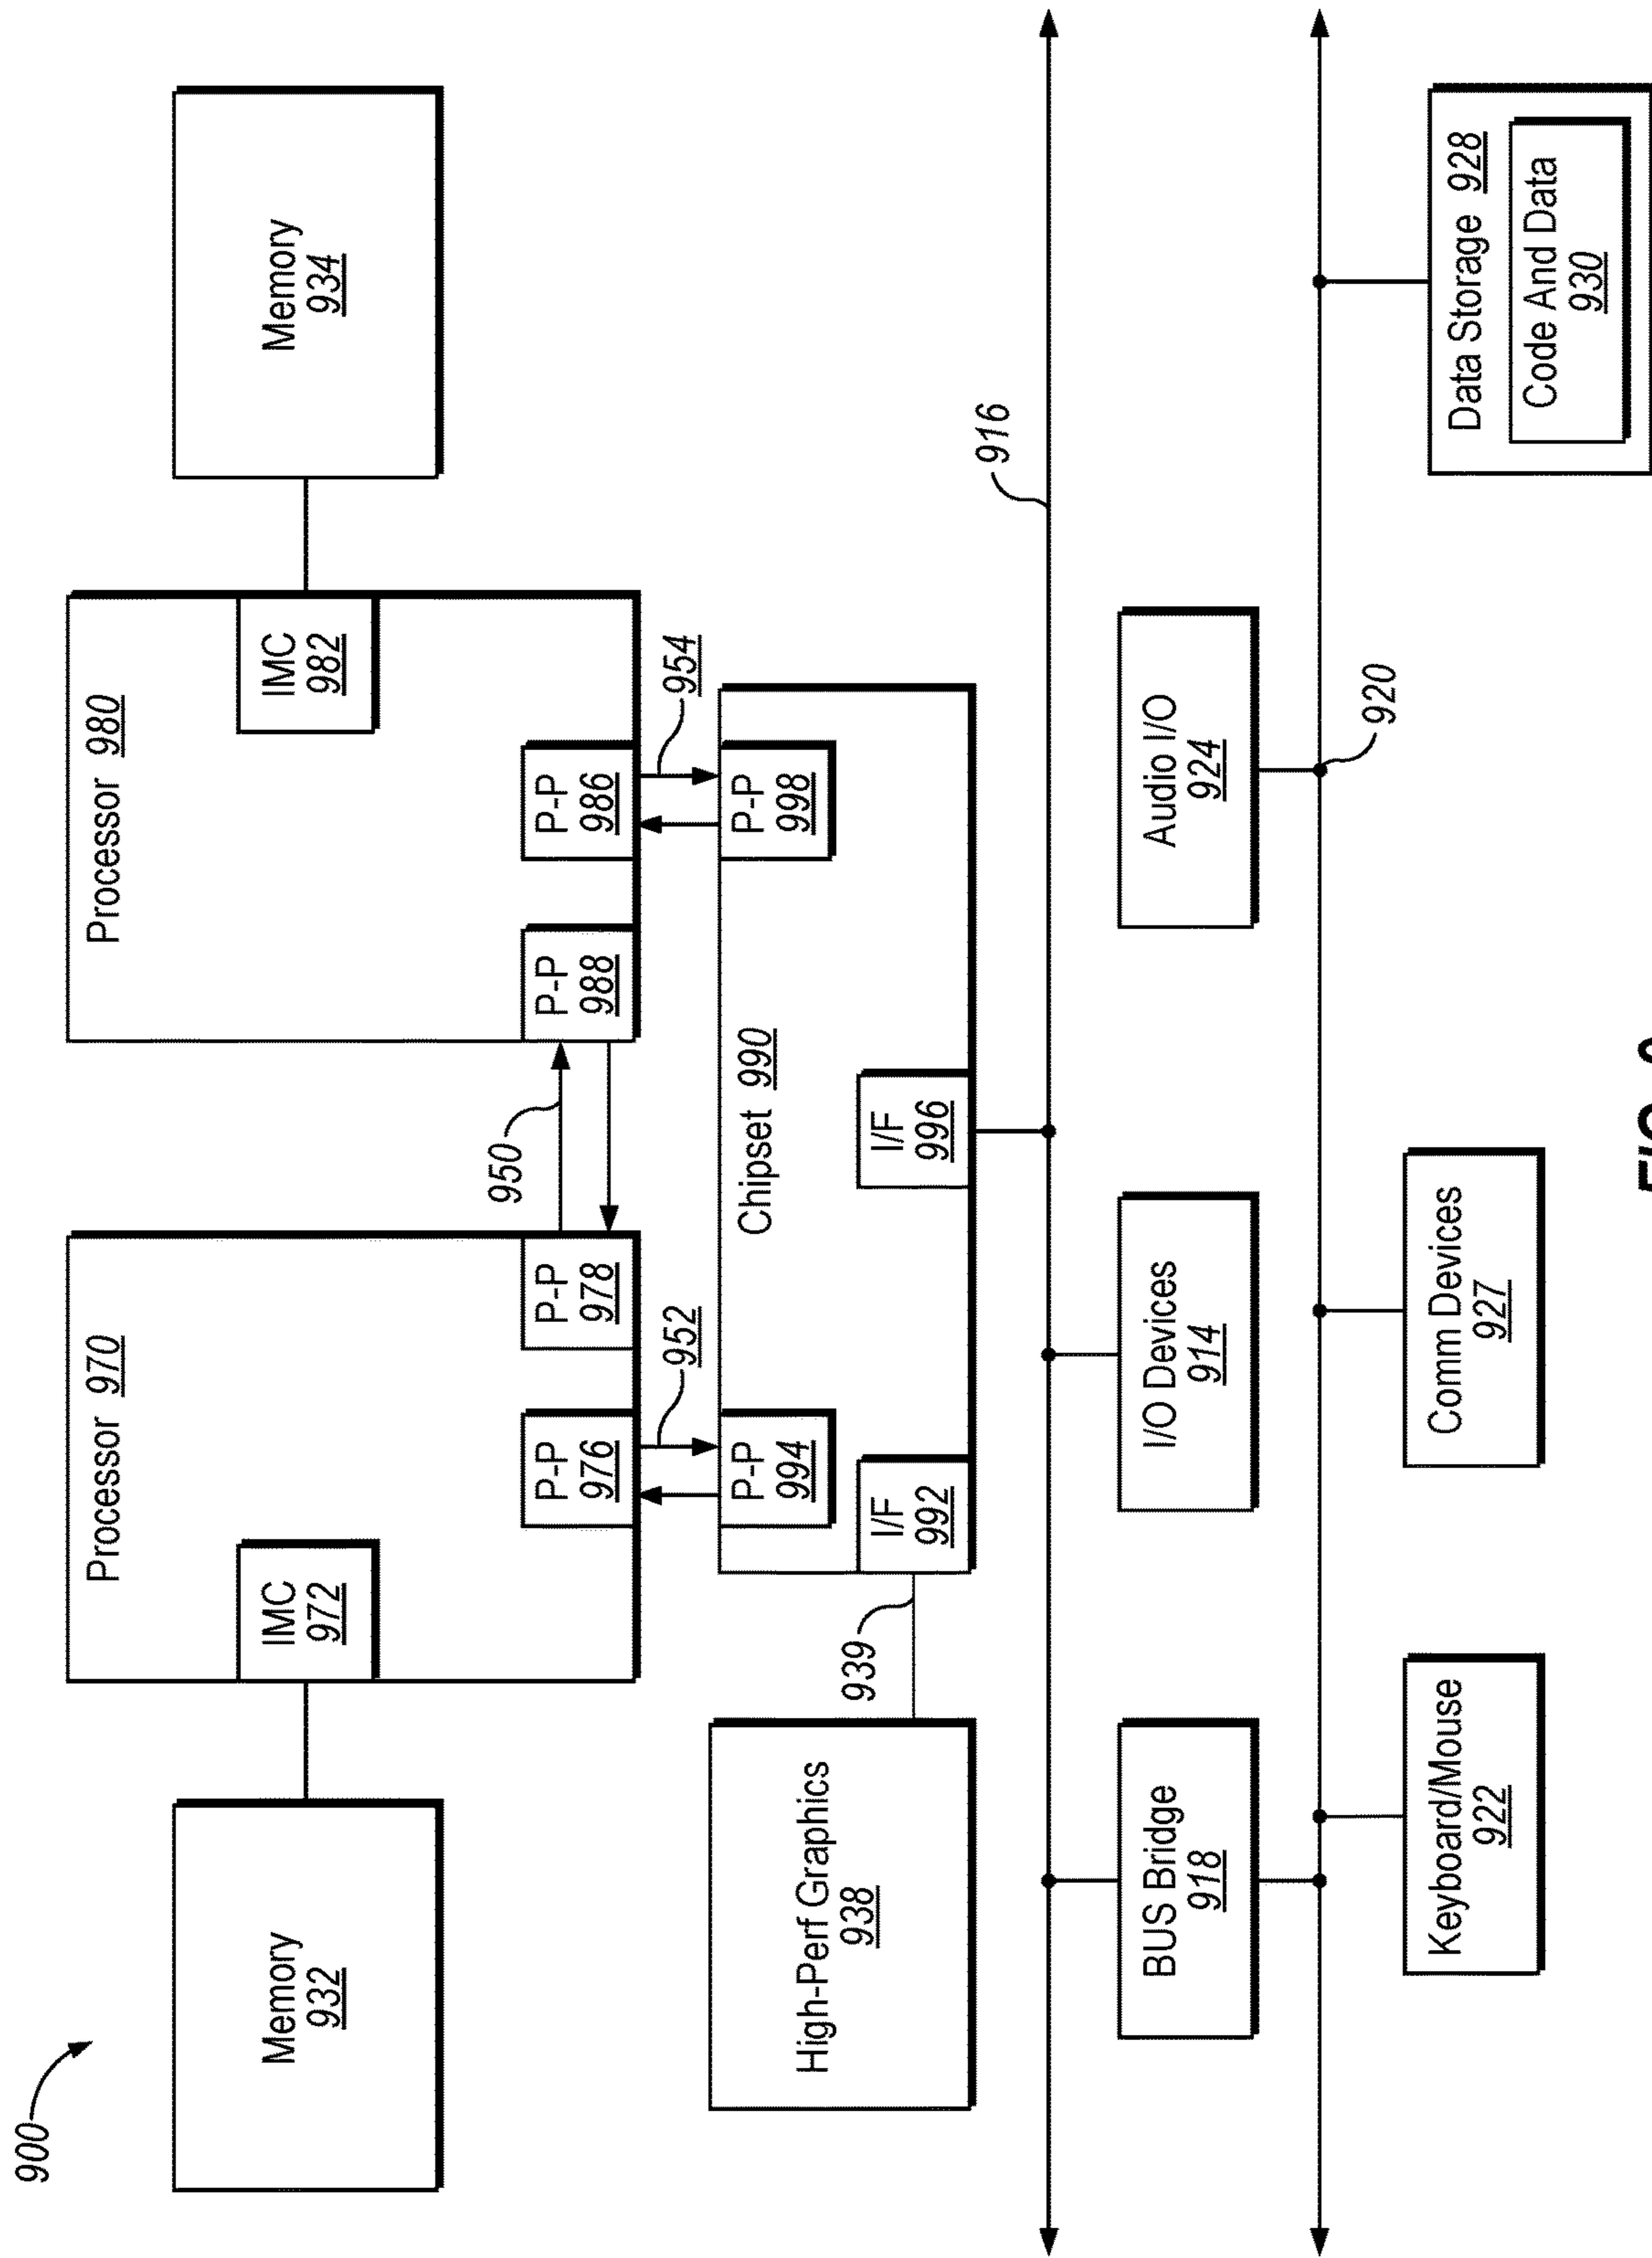 900
Memory
932
Processor 970
IMC
972
P-P
976
P-P
978
950
Processor 980
P-P
988
P-P
986
IMC
982
Memory
934
952
954
High-Perf Graphics
938
939
P-P
994
Chipset 990
P-P
998
I/F
992
I/F
996
916
BUS Bridge
918
I/O Devices
914
Audio I/O
924
920
Keyboard/Mouse
922
Comm Devices
927
Data Storage 928
Code And Data
930